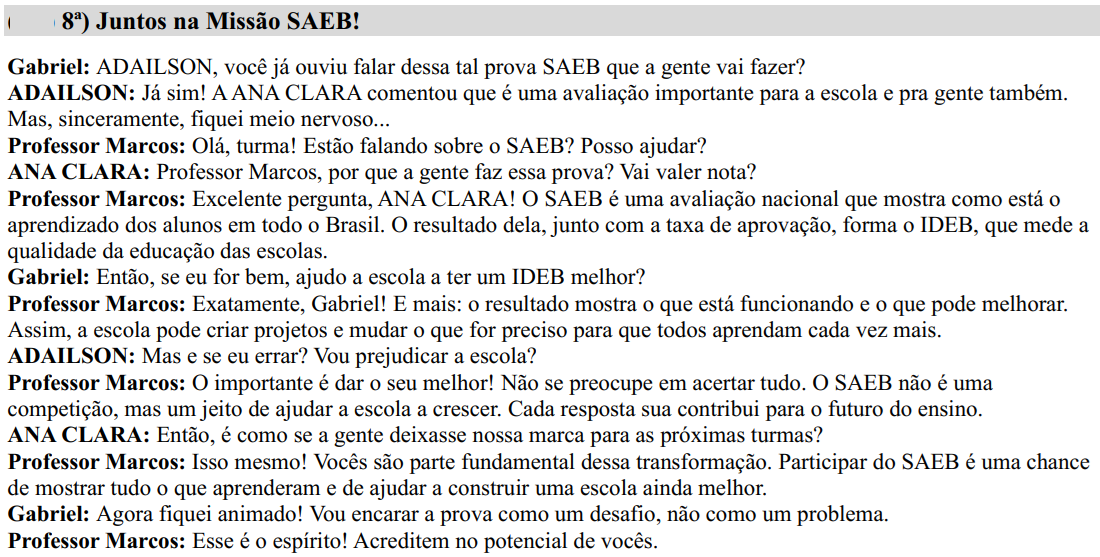 8ª) Juntos na Missão SAEB!
Gabriel: ADAILSON, você já ouviu falar dessa tal prova SAEB que a gente vai fazer?
ADAILSON: Já sim! A ANA CLARA comentou que é uma avaliação importante para a escola e pra gente também.
Mas, sinceramente, fiquei meio nervoso...
Professor Marcos: Olá, turma! Estão falando sobre o SAEB? Posso ajudar?
ANA CLARA: Professor Marcos, por que a gente faz essa prova? Vai valer nota?
Professor Marcos: Excelente pergunta, ANA CLARA! O SAEB é uma avaliação nacional que mostra como está o
aprendizado dos alunos em todo o Brasil. O resultado dela, junto com a taxa de aprovação, forma o IDEB, que mede a
qualidade da educação das escolas.
Gabriel: Então, se eu for bem, ajudo a escola a ter um IDEB melhor?
Professor Marcos: Exatamente, Gabriel! E mais: o resultado mostra o que está funcionando e o que pode melhorar.
Assim, a escola pode criar projetos e mudar o que for preciso para que todos aprendam cada vez mais.
ADAILSON: Mas e se eu errar? Vou prejudicar a escola?
Professor Marcos: O importante é dar o seu melhor! Não se preocupe em acertar tudo. O SAEB não é uma
competição, mas um jeito de ajudar a escola a crescer. Cada resposta sua contribui para o futuro do ensino.
ANA CLARA: Então, é como se a gente deixasse nossa marca para as próximas turmas?
Professor Marcos: Isso mesmo! Vocês são parte fundamental dessa transformação. Participar do SAEB é uma chance
de mostrar tudo o que aprenderam e de ajudar a construir uma escola ainda melhor.
Gabriel: Agora fiquei animado! Vou encarar a prova como um desafio, não como um problema.
Professor Marcos: Esse é o espírito! Acreditem no potencial de vocês.